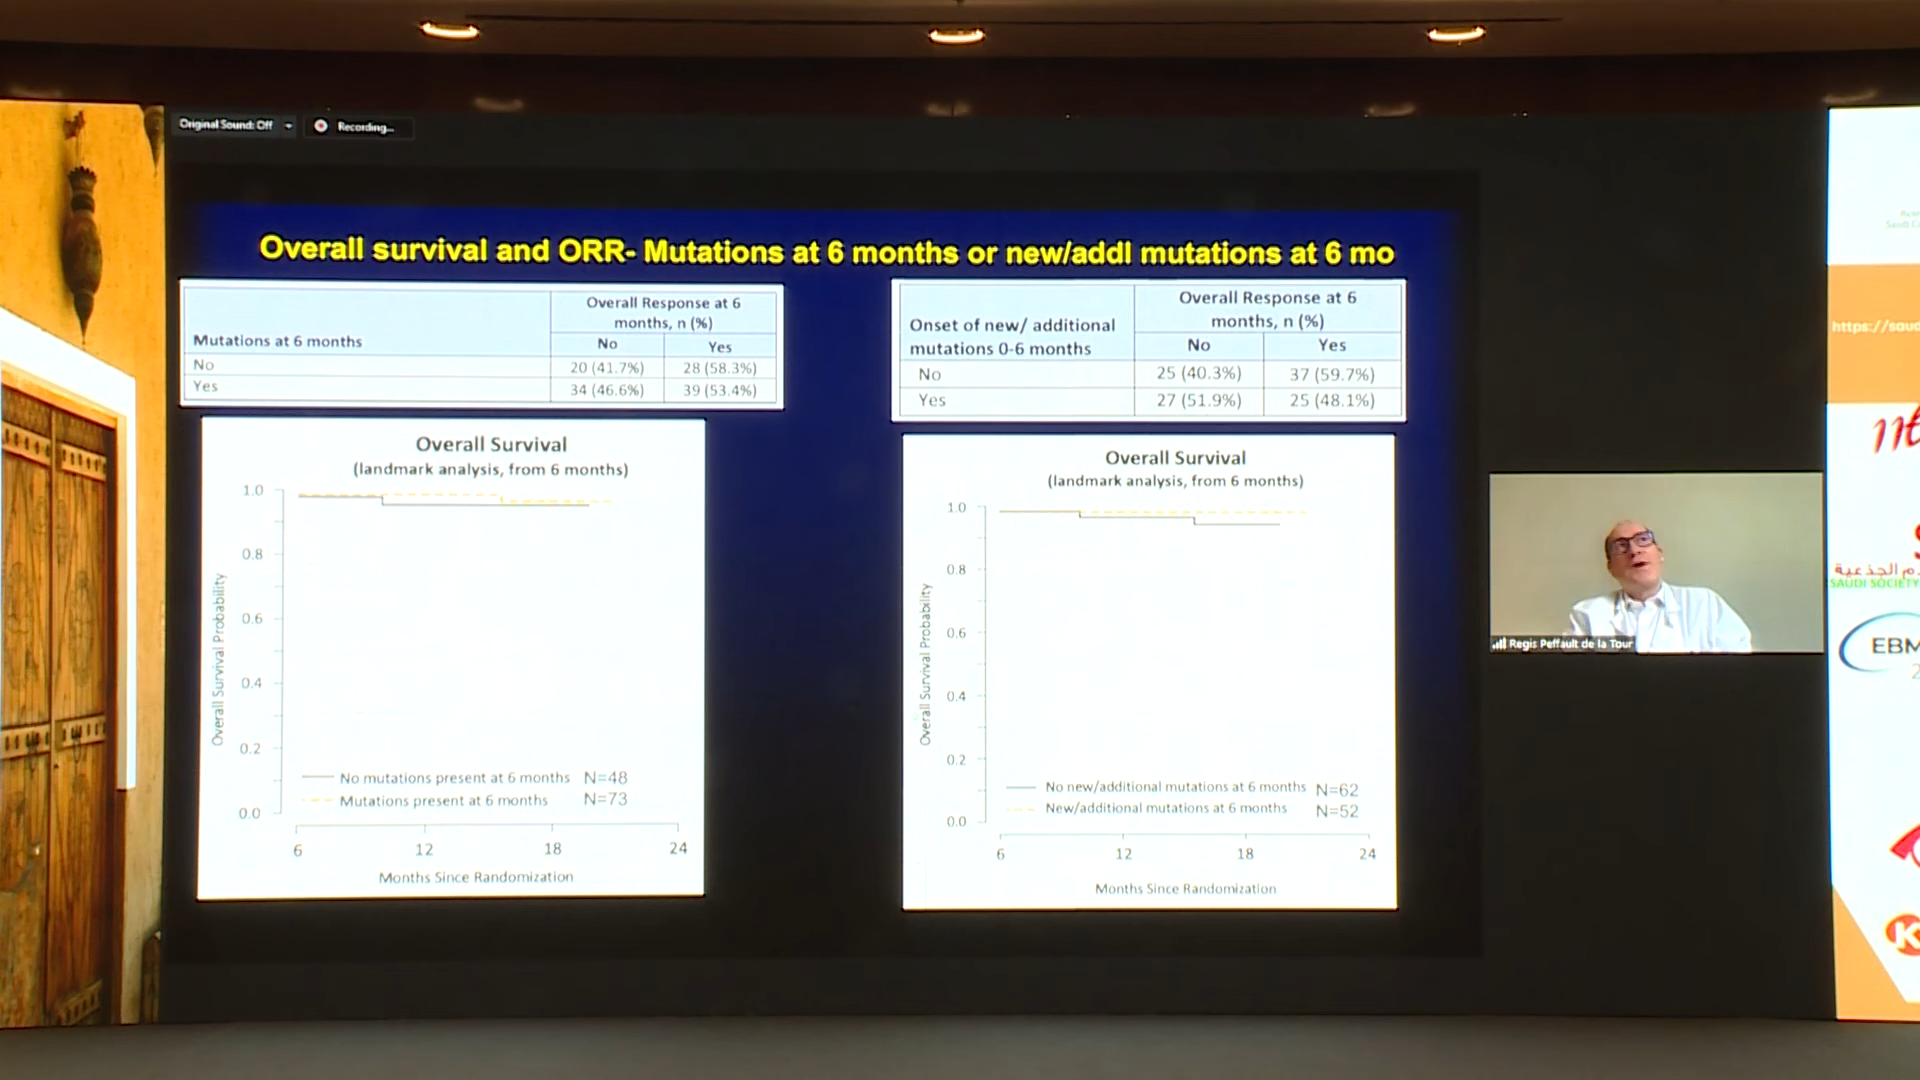 Original Sound: Off
Recording...
Overall survival and ORR- Mutations at 6 months or new/addl mutations at 6 mo
Mutations at 6 months
Overall Response at 6
months, n (%)
No Yes
No 20 (41.7%) 28 (58.3%)
Yes 34 (46.6%) 39 (53.4%)
Onset of new/ additional
mutations 0-6 months
Overall Response at 6
months, n (%)
No Yes
No 25 (40.3%) 37 (59.7%)
Yes 27 (51.9%) 25 (48.1%)
Overall Survival
(landmark analysis, from 6 months)
Overall Survival Probability
1.0
0.8
0.6
0.4
0.2
0.0
No mutations present at 6 months N=48
Mutations present at 6 months N=73
6 12 18 24
Months Since Randomization
Overall Survival
(landmark analysis, from 6 months)
Overall Survival Probability
1.0
0.8
0.6
0.4
0.2
0.0
No new/additional mutations at 6 months N=62
New/additional mutations at 6 months N=52
6 12 18 24
Months Since Randomization
Regis Peffault de la Tour
https://saud
SAUDI SOCIETY
EBM
K